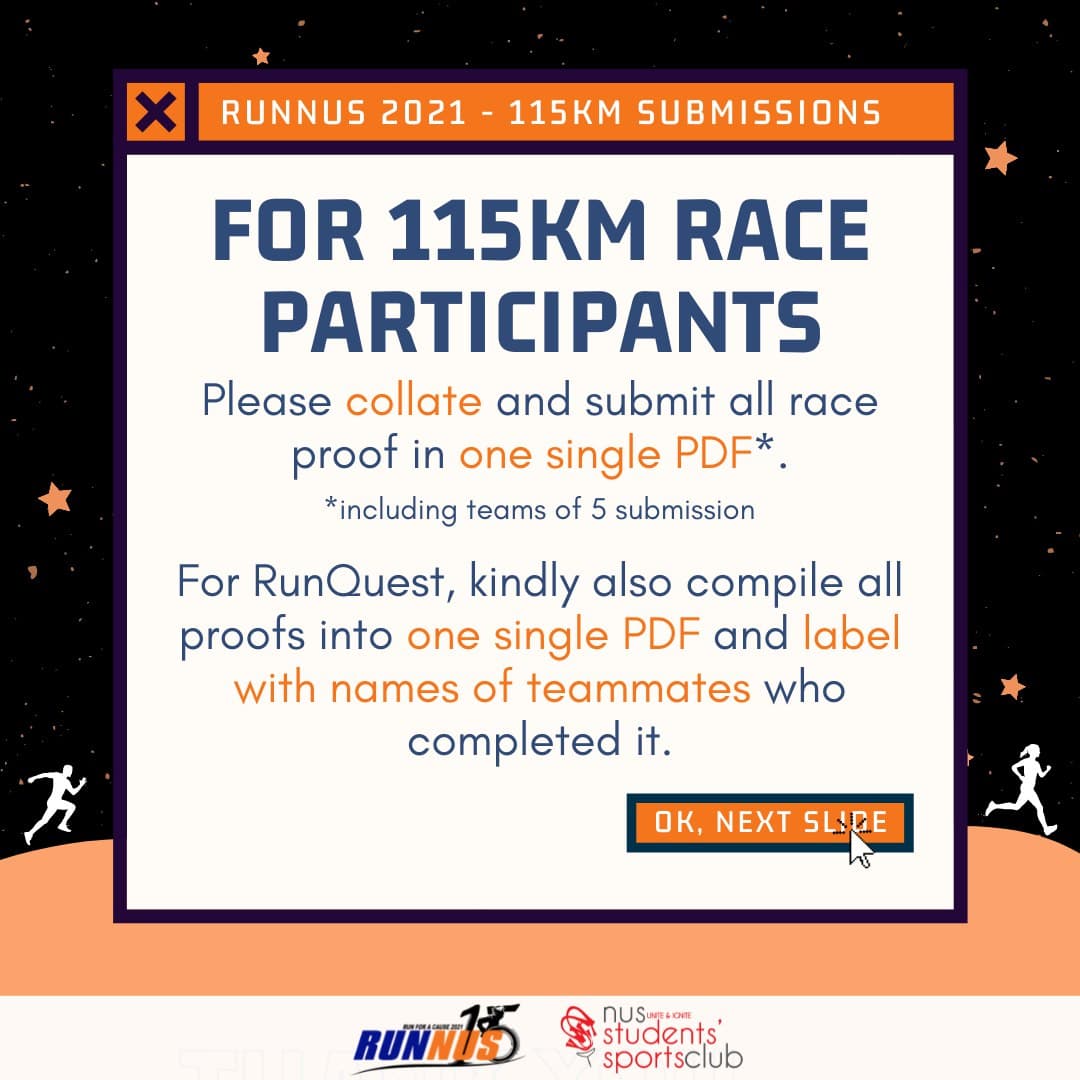 RUNNUS 2021 - 115KM SUBMISSIONS
FOR 115KM RACE
PARTICIPANTS
Please collate and submit all race
proof in one single PDF*.
*including teams of 5 submission
For RunQuest, kindly also compile all
proofs into one single PDF and label
with names of teammates who
completed it.
OK, NEXT SLIDE
RUN FOR A CAUSE 2021
15
RUNNUS
nus UNITE & IGNITE
students'
sportsclub